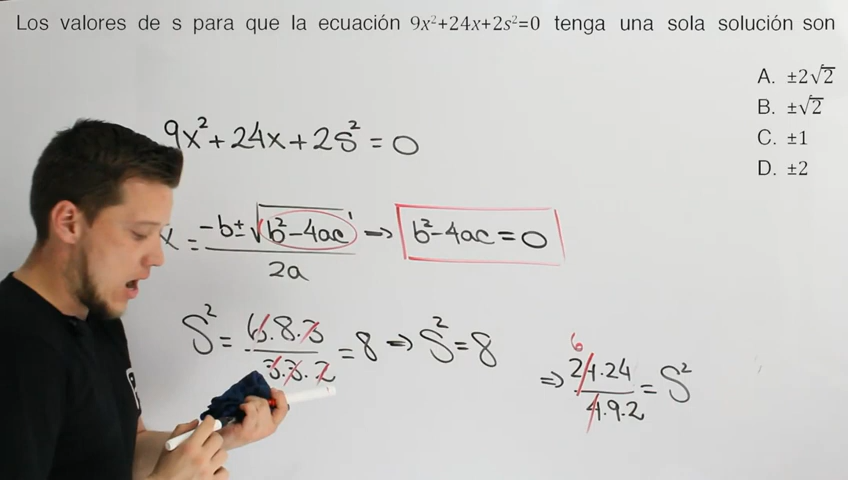 Los valores de s para que la ecuación 9x²+24x+2s²=0 tenga una sola solución son
A. ±2√2
B. ±√2
C. ±1
D. ±2
9x²+24x+2S²=0
x = (-b±√(b²-4ac))/2a → b²-4ac=0
S² = (6.8.3)/(3.3.2) = 8 → S²=8
6
⇒ (24.24)/(4.9.2) = S²